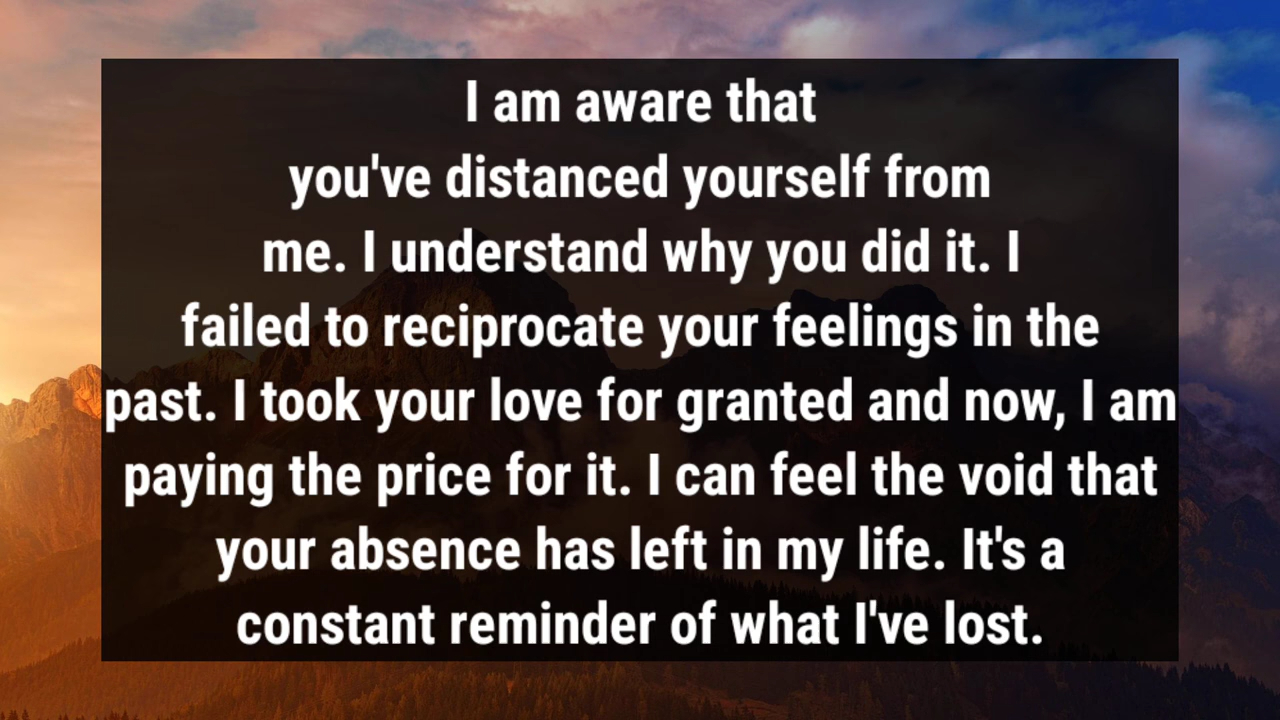 I am aware that
you've distanced yourself from
me. I understand why you did it. I
failed to reciprocate your feelings in the
past. I took your love for granted and now, I am
paying the price for it. I can feel the void that
your absence has left in my life. It's a
constant reminder of what I've lost.